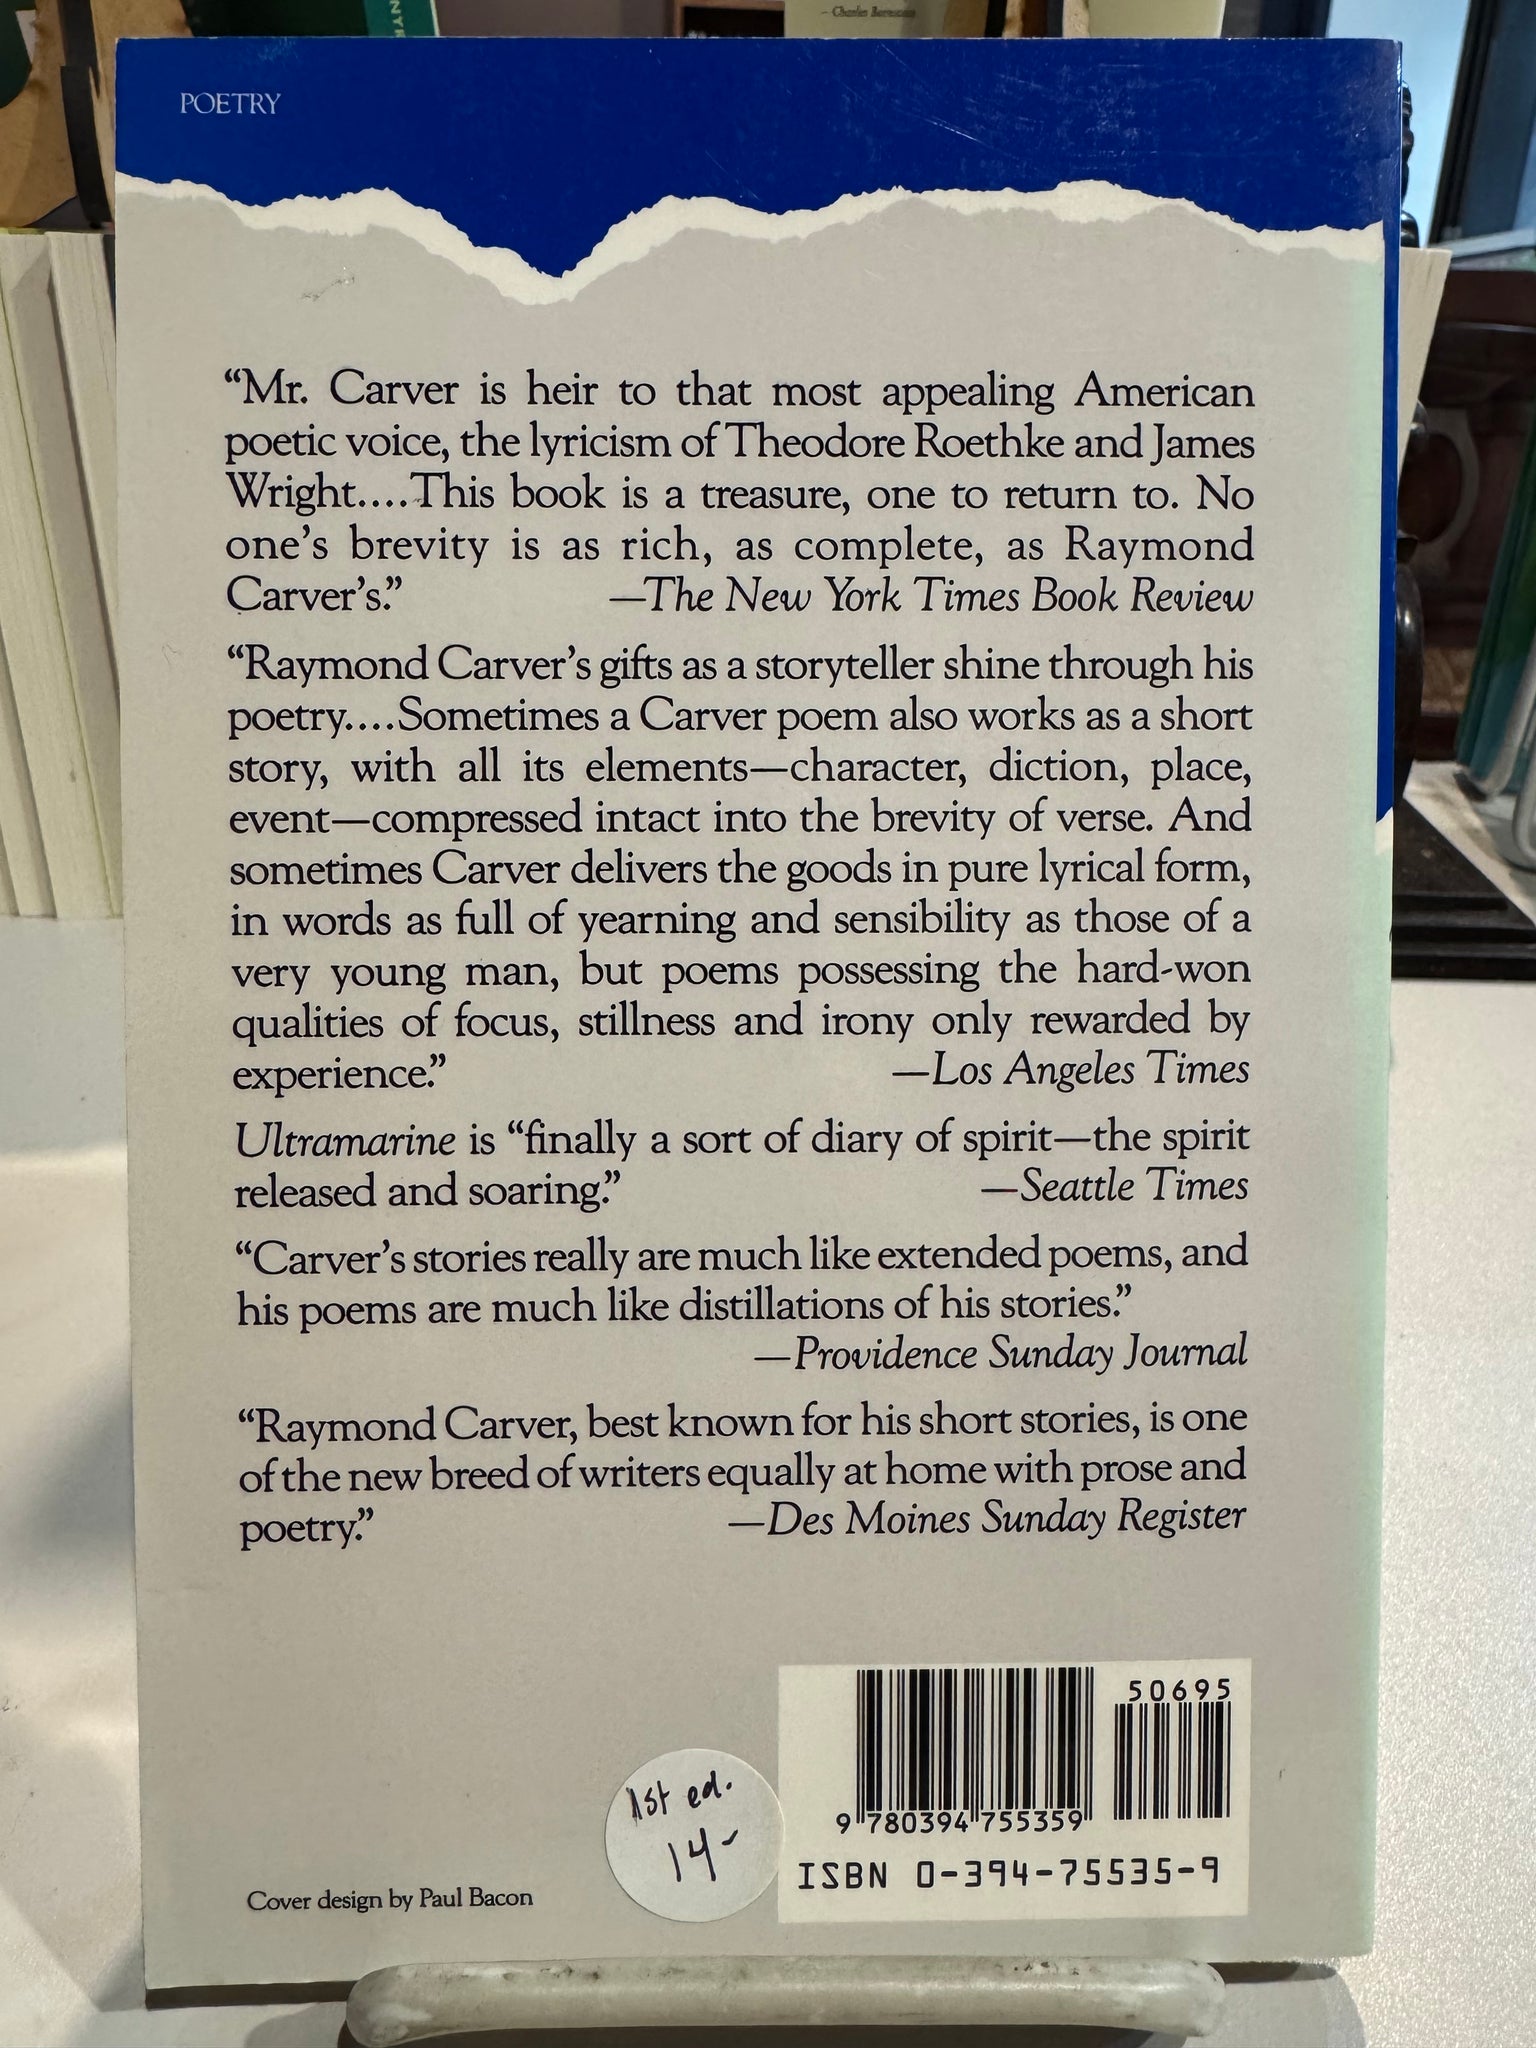 – Charles Bernstein
NY
POETRY
“Mr. Carver is heir to that most appealing American
poetic voice, the lyricism of Theodore Roethke and James
Wright....This book is a treasure, one to return to. No
one’s brevity is as rich, as complete, as Raymond
Carver’s.” —The New York Times Book Review
“Raymond Carver’s gifts as a storyteller shine through his
poetry....Sometimes a Carver poem also works as a short
story, with all its elements—character, diction, place,
event—compressed intact into the brevity of verse. And
sometimes Carver delivers the goods in pure lyrical form,
in words as full of yearning and sensibility as those of a
very young man, but poems possessing the hard-won
qualities of focus, stillness and irony only rewarded by
experience.” —Los Angeles Times
Ultramarine is “finally a sort of diary of spirit—the spirit
released and soaring.” —Seattle Times
“Carver’s stories really are much like extended poems, and
his poems are much like distillations of his stories.”
—Providence Sunday Journal
“Raymond Carver, best known for his short stories, is one
of the new breed of writers equally at home with prose and
poetry.” —Des Moines Sunday Register
50695
9 780394 755359
ISBN 0-394-75535-9
1st ed.
14-
Cover design by Paul Bacon